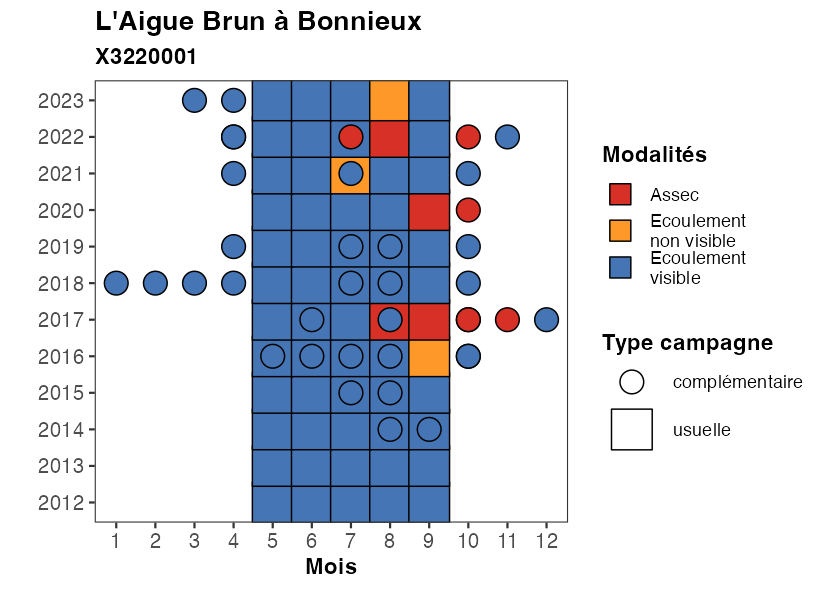 L'Aigue Brun à Bonnieux
X3220001
2023
2022
2021
2020
2019
2018
2017
2016
2015
2014
2013
2012
1 2 3 4 5 6 7 8 9 10 11 12
Mois
Modalités
Assec
Ecoulement
non visible
Ecoulement
visible
Type campagne
complémentaire
usuelle